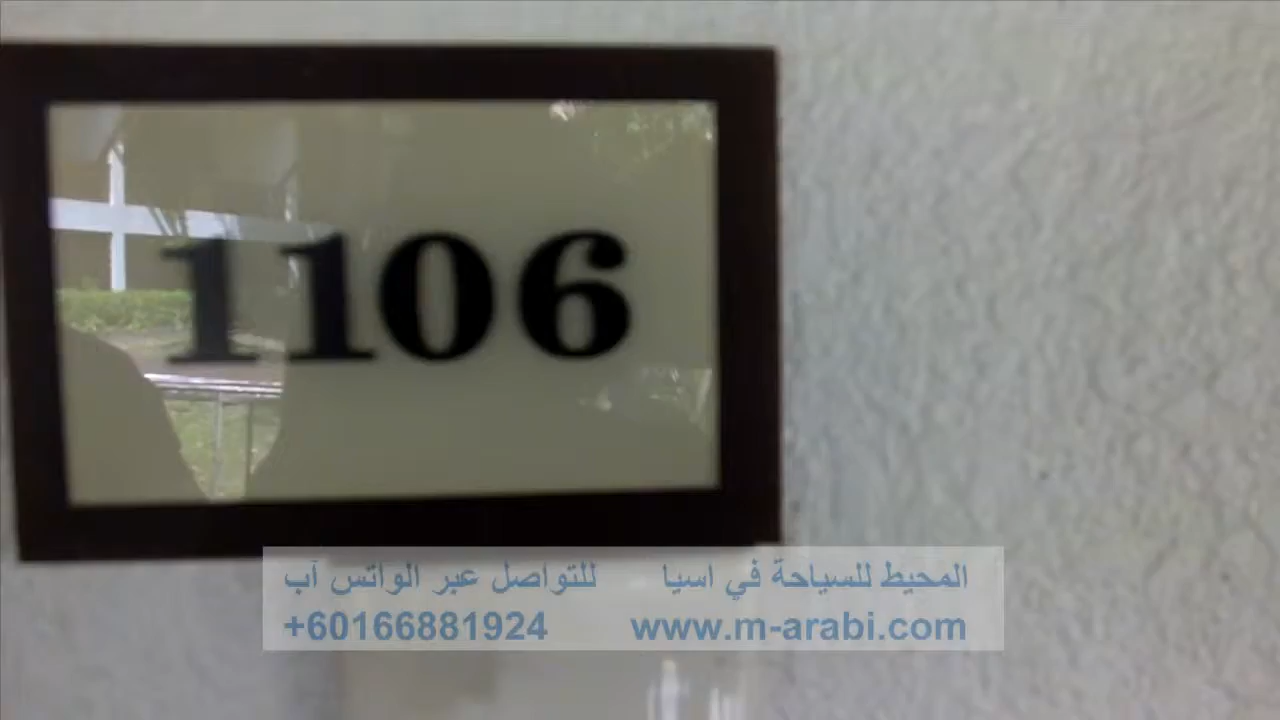 1106
المحيط للسياحة في اسيا للتواصل عبر الواتس آب
+60166881924 www.m-arabi.com